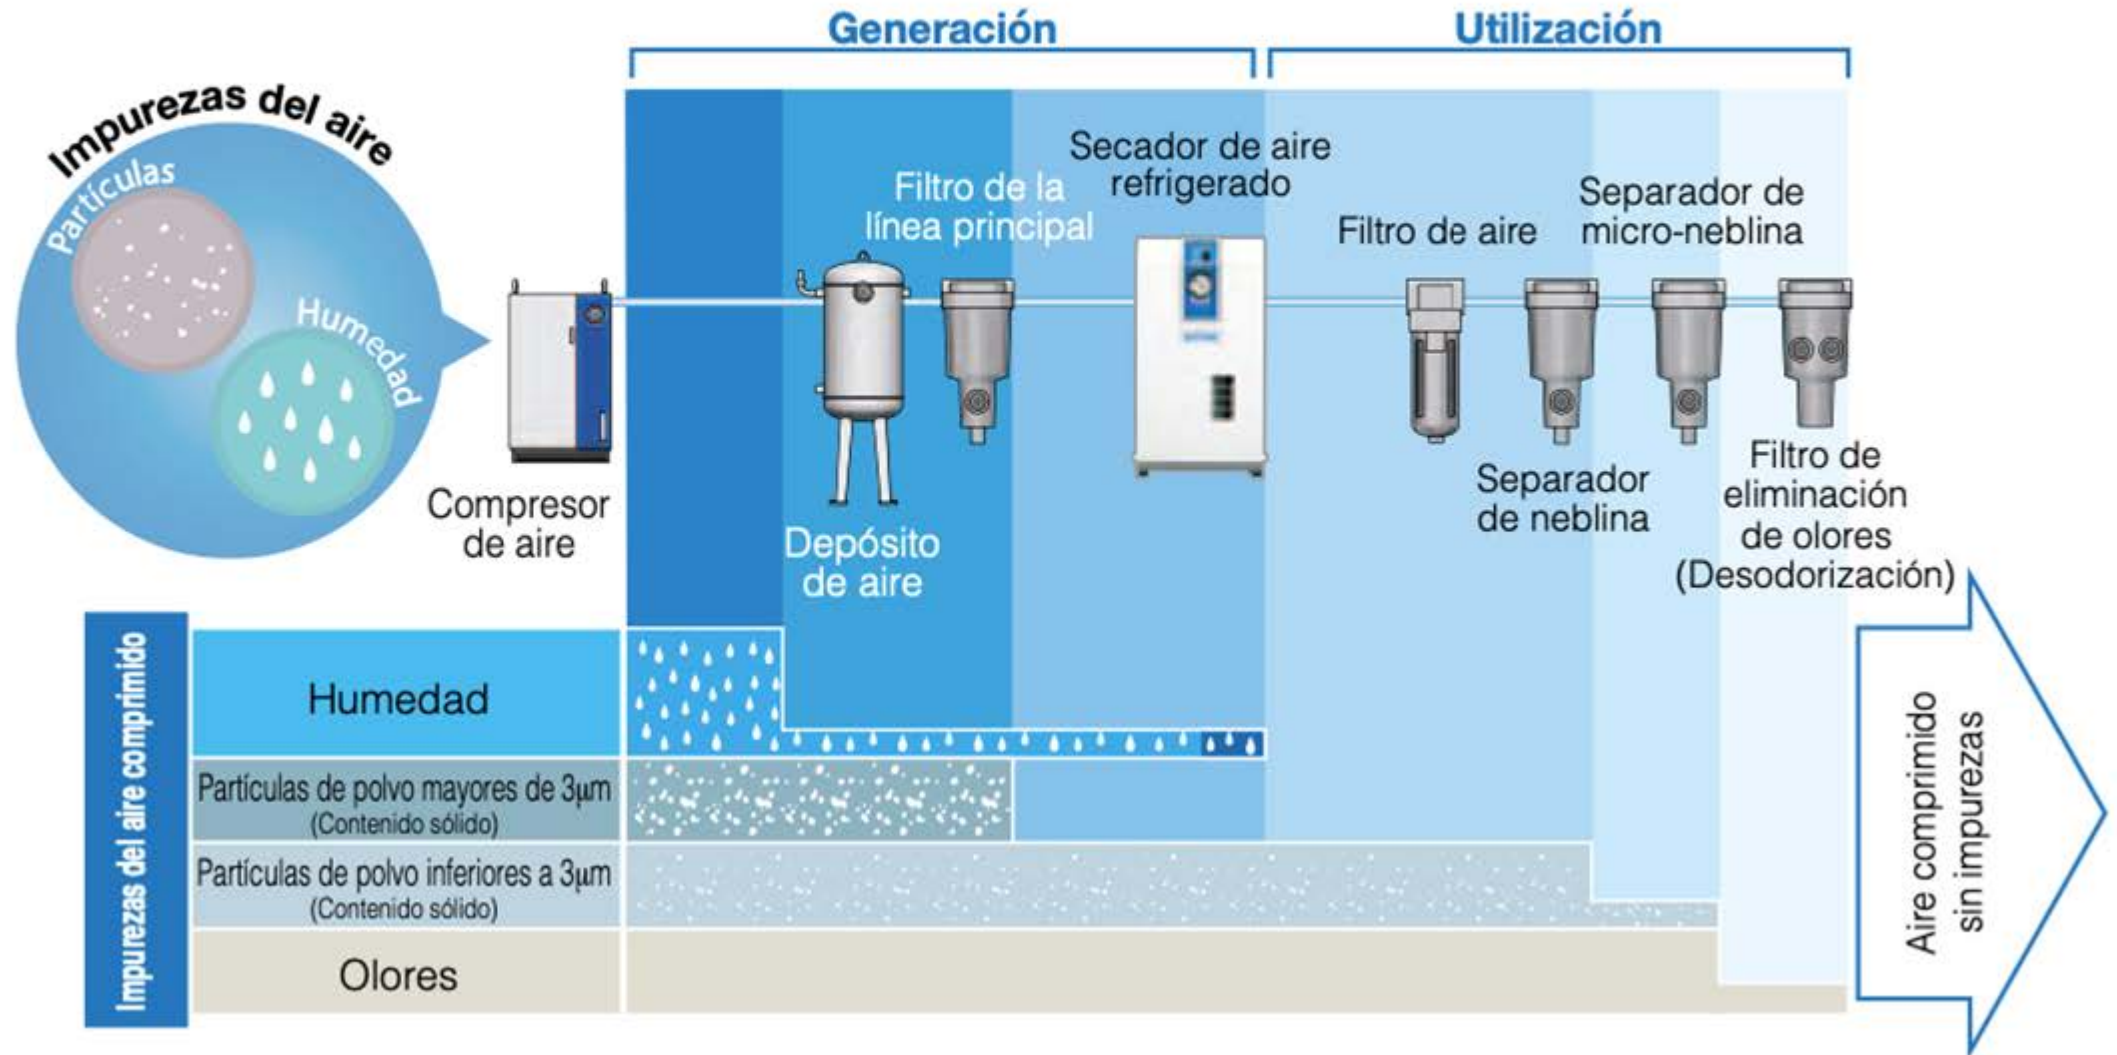 Generación
Utilización
Impurezas del aire
Partículas
Humedad
Compresor
de aire
Depósito
de aire
Filtro de la
línea principal
Secador de aire
refrigerado
Filtro de aire
Separador
de neblina
Separador de
micro-neblina
Filtro de
eliminación
de olores
(Desodorización)
Impurezas del aire comprimido
Humedad
Partículas de polvo mayores de 3µm
(Contenido sólido)
Partículas de polvo inferiores a 3µm
(Contenido sólido)
Olores
Aire comprimido
sin impurezas